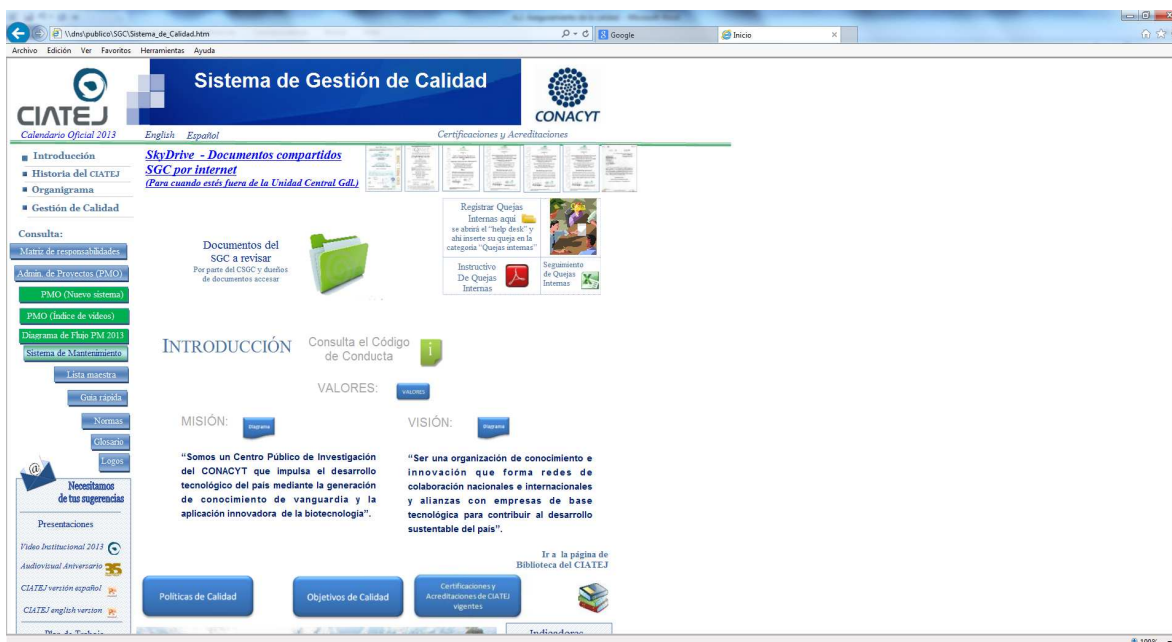 \\dns\publico\SGC\Sistema_de_Calidad.htm
Google
Inicio
Archivo Edición Ver Favoritos Herramientas Ayuda
CIATEJ
Sistema de Gestión de Calidad
CONACYT
Calendario Oficial 2013
English Español
Certificaciones y Acreditaciones
Introducción
Historia del CIATEJ
Organigrama
Gestión de Calidad
Consulta:
Matriz de responsabilidades
Admin. de Proyectos (PMO)
PMO (Nuevo sistema)
PMO (Índice de videos)
Diagrama de Flujo PM 2013
Sistema de Mantenimiento
Lista maestra
Guia rápida
Normas
Glosario
Logos
Necesitamos
de tus sugerencias
Presentaciones
Video Institucional 2013
Audiovisual Aniversario
35
CIATEJ versión español
CIATEJ english version
Plan de Trabajo
SkyDrive - Documentos compartidos
SGC por internet
(Para cuando estés fuera de la Unidad Central Gdl.)
Documentos del
SGC a revisar
Por parte del CSGC y dueños
de documentos accesar
Registrar Quejas
Internas aqui
se abrirá el "help desk" y
ahi inserte su queja en la
categoria "Quejas internas"
Instructivo
De Quejas
Internas
Seguimiento
de Quejas
Internas
INTRODUCCIÓN
Consulta el Código
de Conducta
VALORES:
VALORES
MISIÓN:
Diagrama
"Somos un Centro Público de Investigación
del CONACYT que impulsa el desarrollo
tecnológico del país mediante la generación
de conocimiento de vanguardia y la
aplicación innovadora de la biotecnología".
VISIÓN:
Diagrama
"Ser una organización de conocimiento e
innovación que forma redes de
colaboración nacionales e internacionales
y alianzas con empresas de base
tecnológica para contribuir al desarrollo
sustentable del país".
Ir a la página de
Biblioteca del CIATEJ
Políticas de Calidad
Objetivos de Calidad
Certificaciones y
Acreditaciones de CIATEJ
vigentes
Indicadores
100%